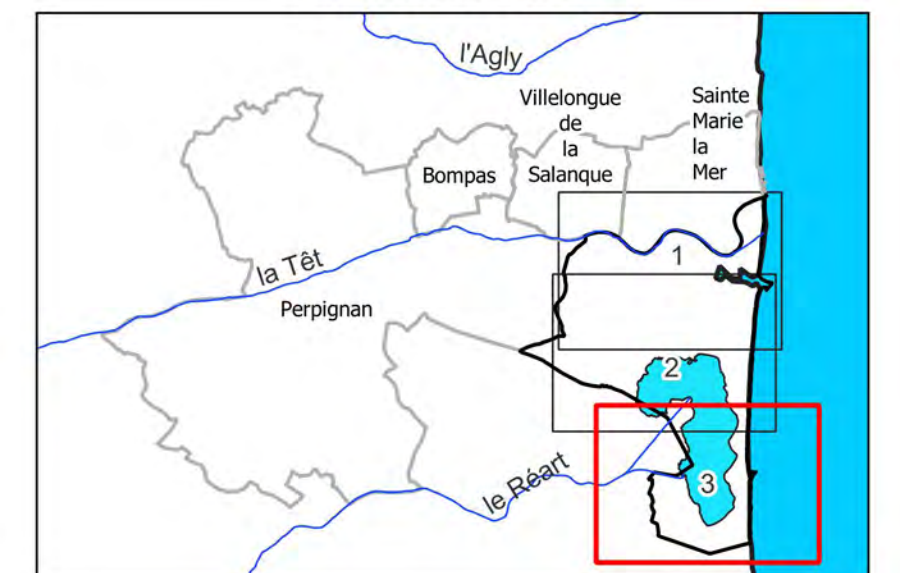 l'Agly
Villelongue
de
la
Salanque
Sainte
Marie
la
Mer
Bompas
la Têt
1
Perpignan
2
le Réart
3